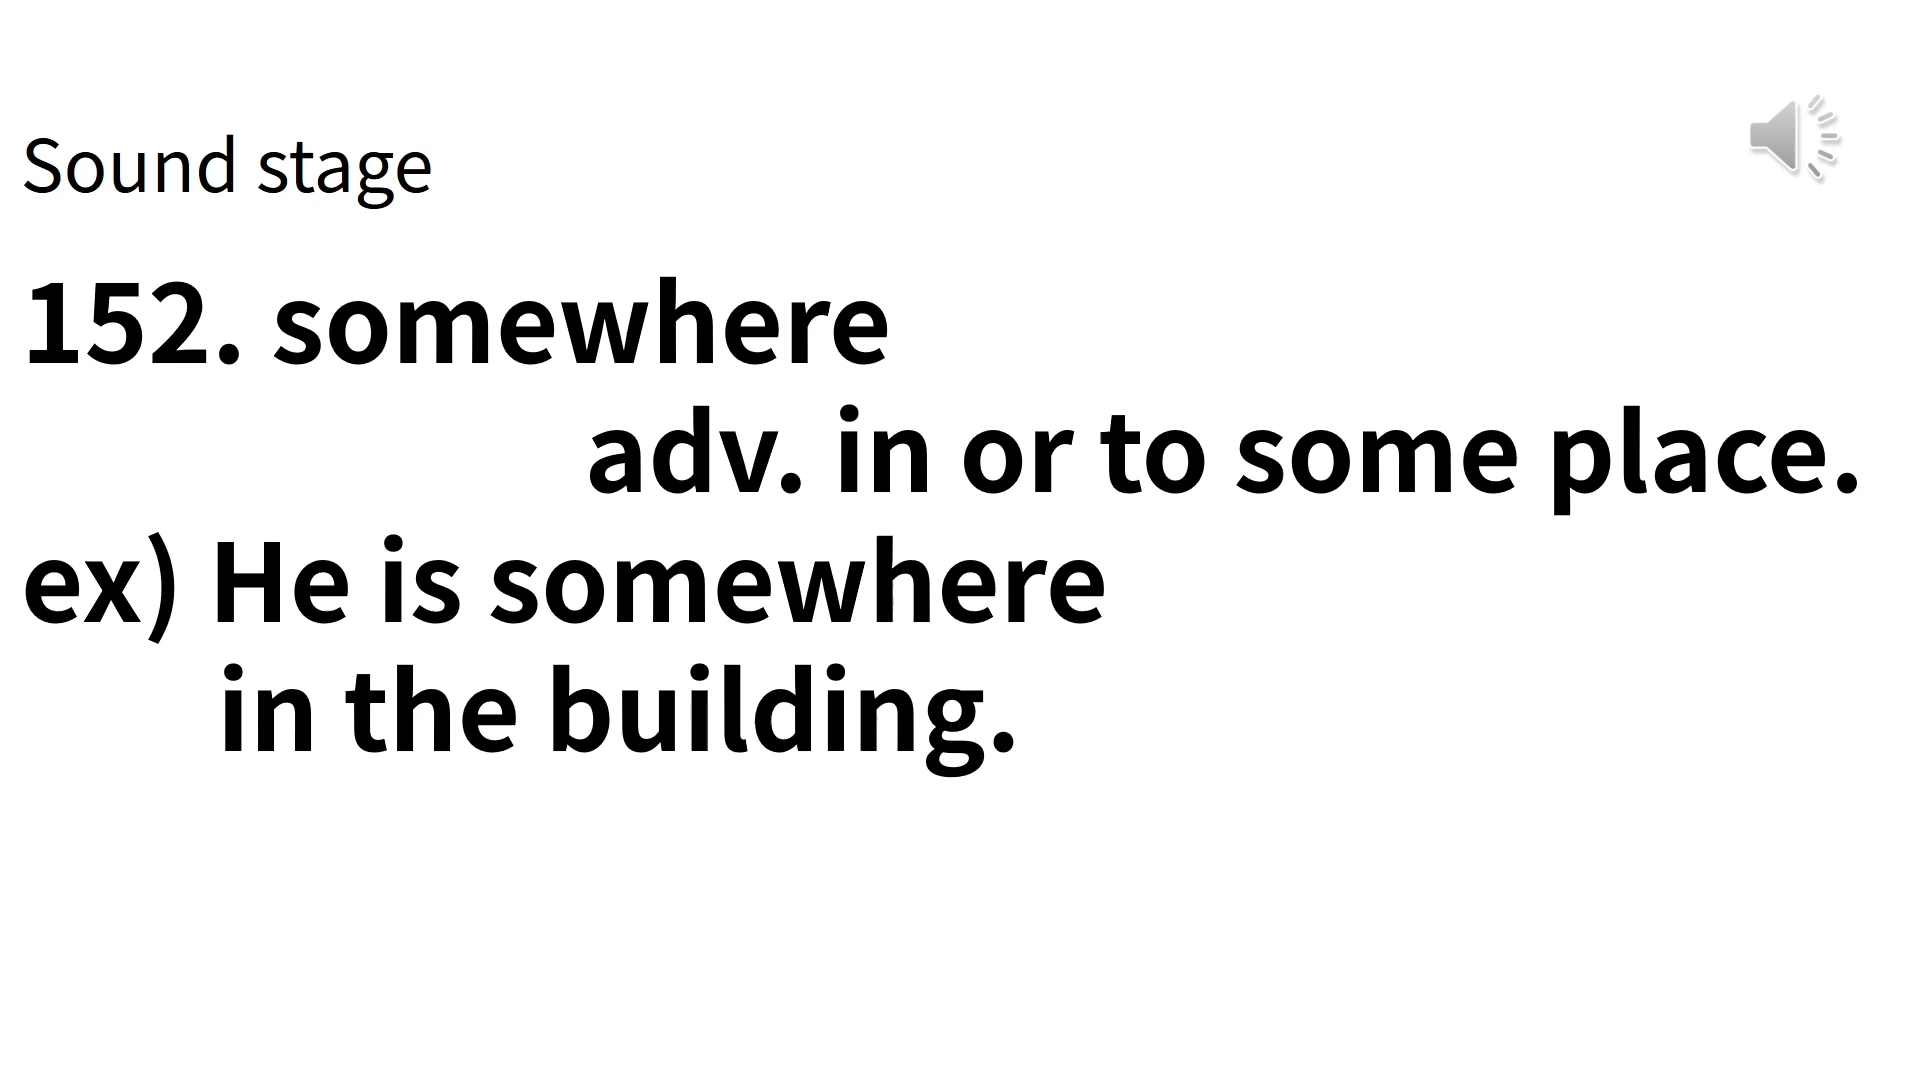 Sound stage
152. somewhere
adv. in or to some place.
ex) He is somewhere
in the building.